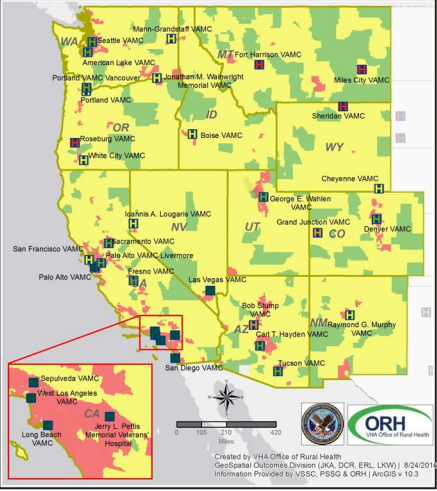 Mann-Grandstaff VAMC
WA
Seattle VAMC
MT
Fort Harrison VAMC
American Lake VAMC
Portland VAMC Vancouver
Jonathan M. Wainwright
Memorial VAMC
Miles City VAMC
Portland VAMC
Sheridan VAMC
OR
ID
Roseburg VAMC
Boise VAMC
White City VAMC
WY
Cheyenne VAMC
George E. Wahlen
VAMC
Ioannis A. Lougaris VAMC
NV
UT
Grand Junction VAMC
CO
Denver VAMC
Sacramento VAMC
San Francisco VAMC
Palo Alto VAMC Livermore
Palo Alto VAMC
Fresno VAMC
CA
Las Vegas VAMC
Bob Stump
VAMC
AZ
NM
Raymond G. Murphy
VAMC
Carl T. Hayden VAMC
Tucson VAMC
San Diego VAMC
Sepulveda VAMC
West Los Angeles
VAMC
CA
Jerry L. Pettis
Memorial Veterans'
Hospital
Long Beach
VAMC
0 105 210 420
Miles
ORH
VHA Office of Rural Health
Created by VHA Office of Rural Health
GeoSpatial Outcomes Division (JKA, DCR, ERL, LKW) | 8/24/2016
Information Provided by VSSC, PSSG & ORH | ArcGIS v 10.3